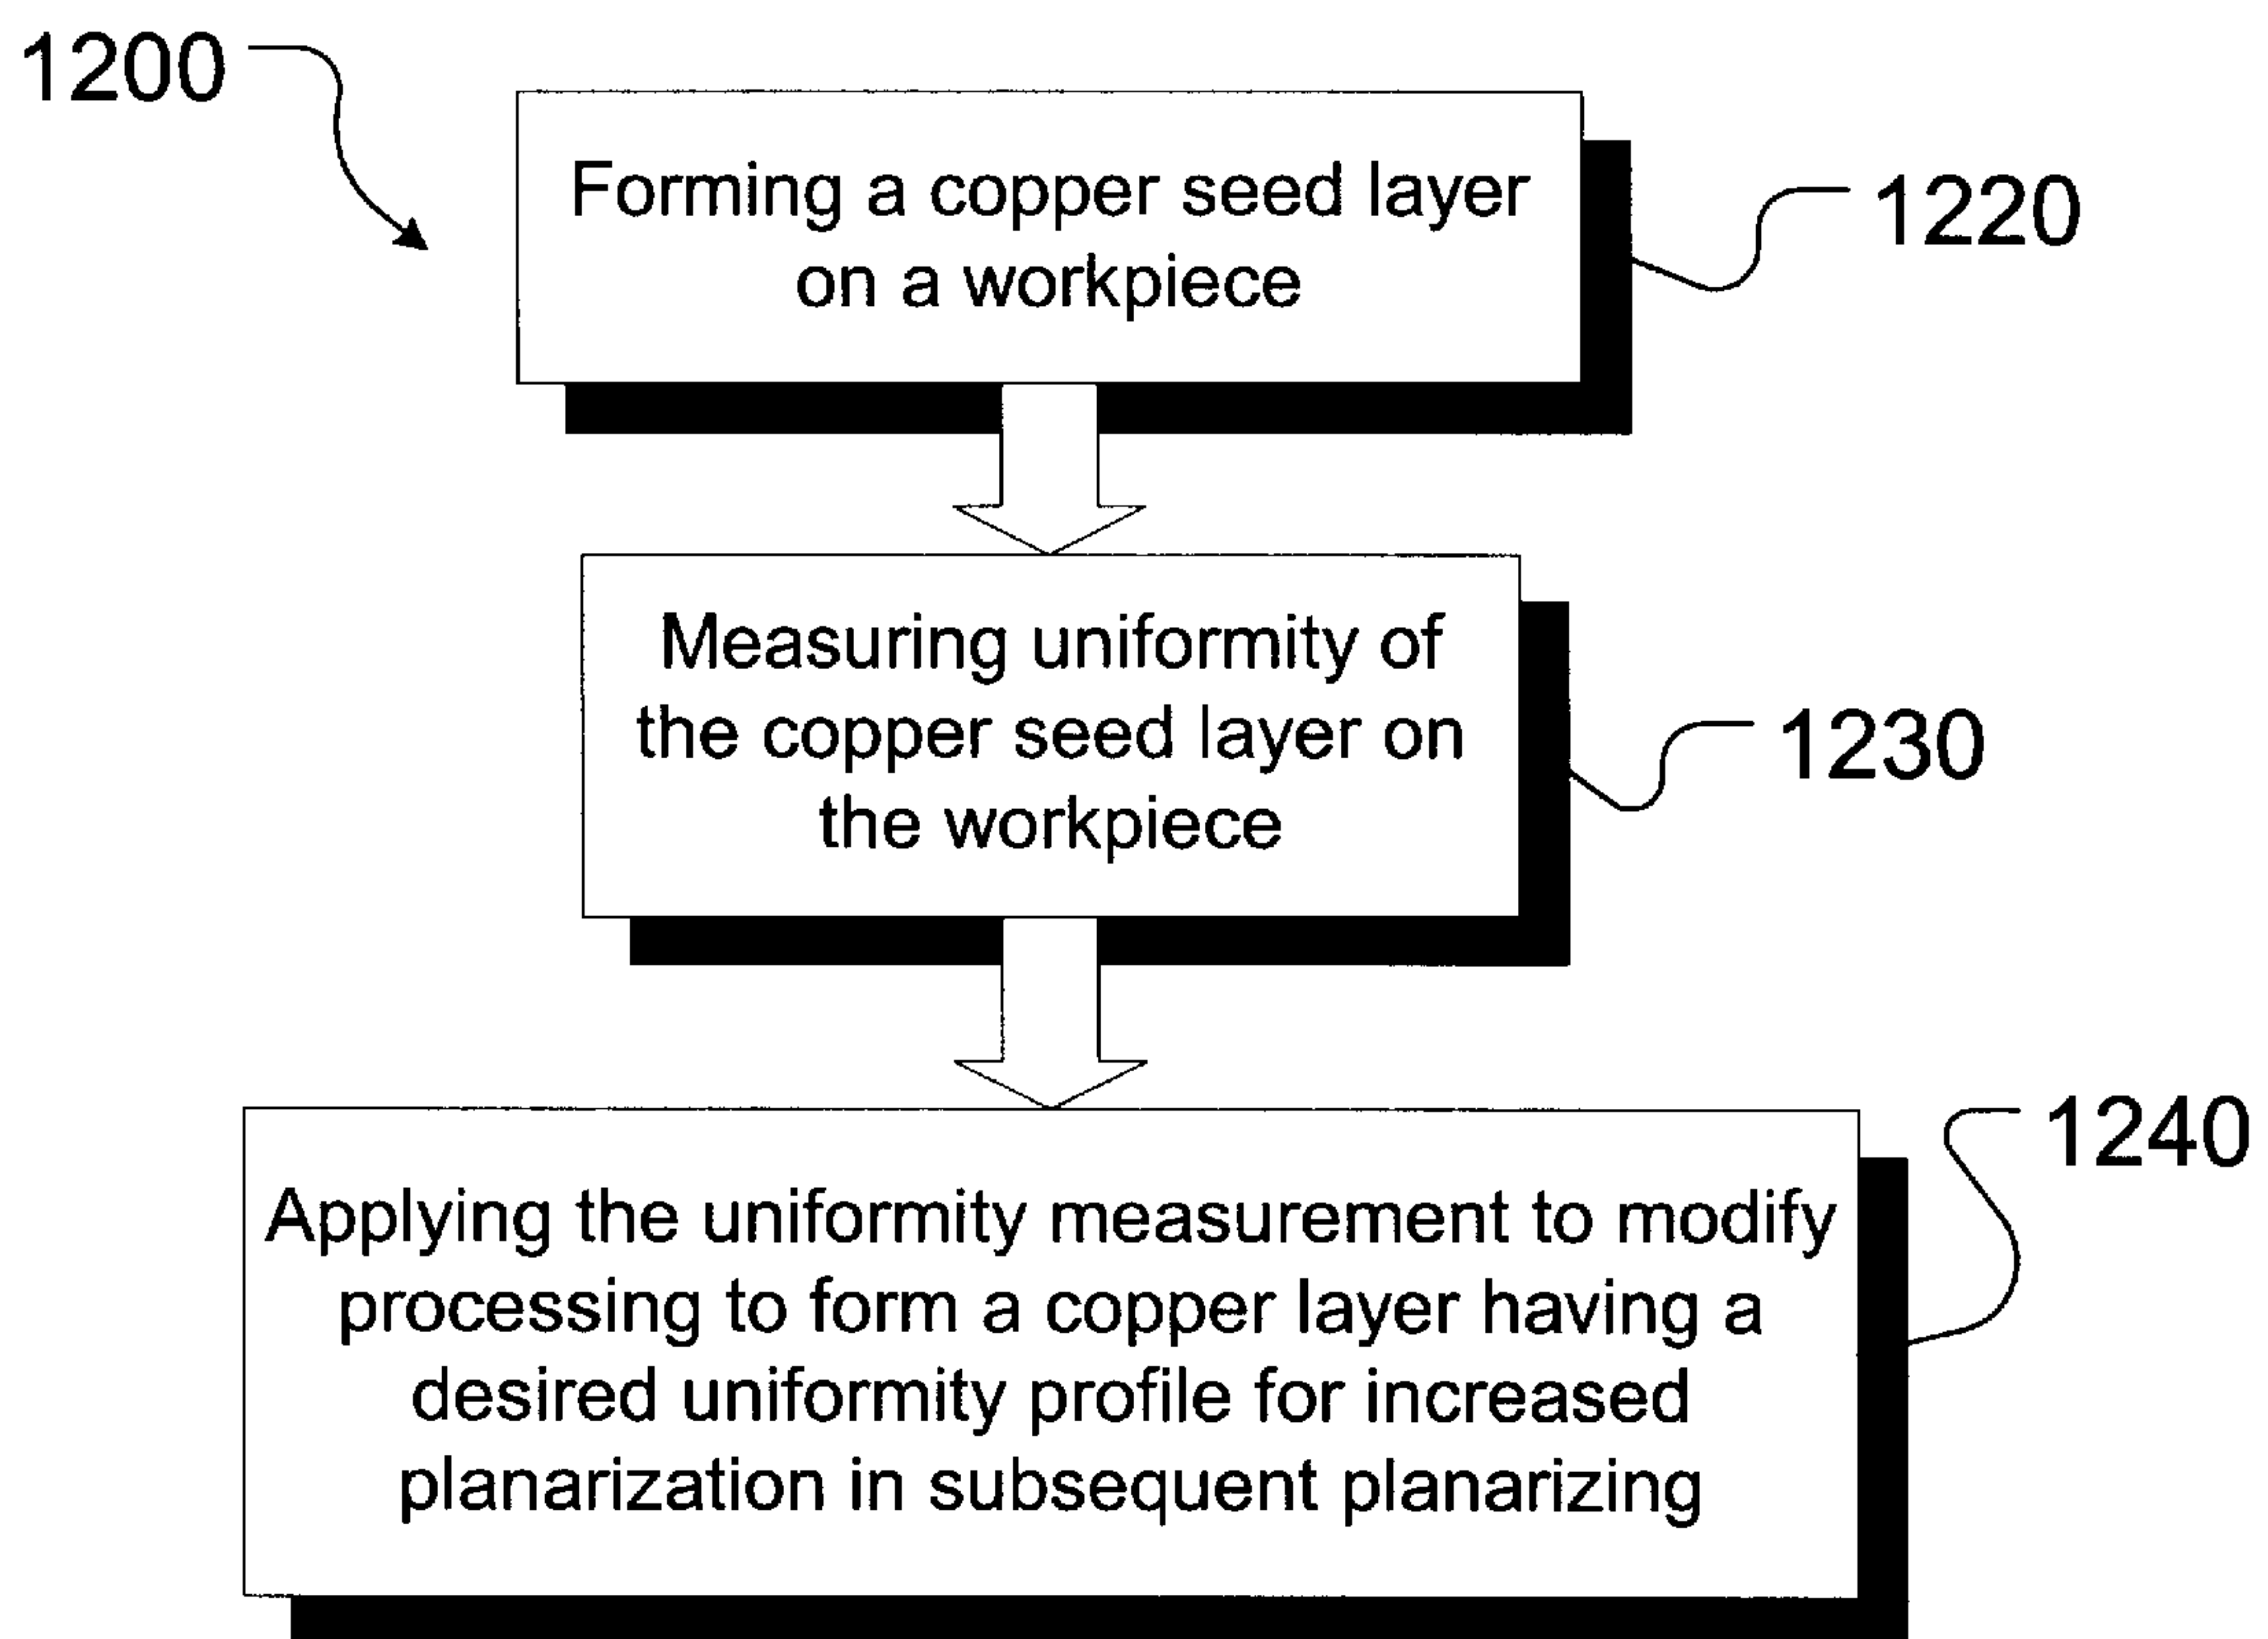 1200
Forming a copper seed layer
on a workpiece
1220
Measuring uniformity of
the copper seed layer on
the workpiece
1230
Applying the uniformity measurement to modify
processing to form a copper layer having a
desired uniformity profile for increased
planarization in subsequent planarizing
1240